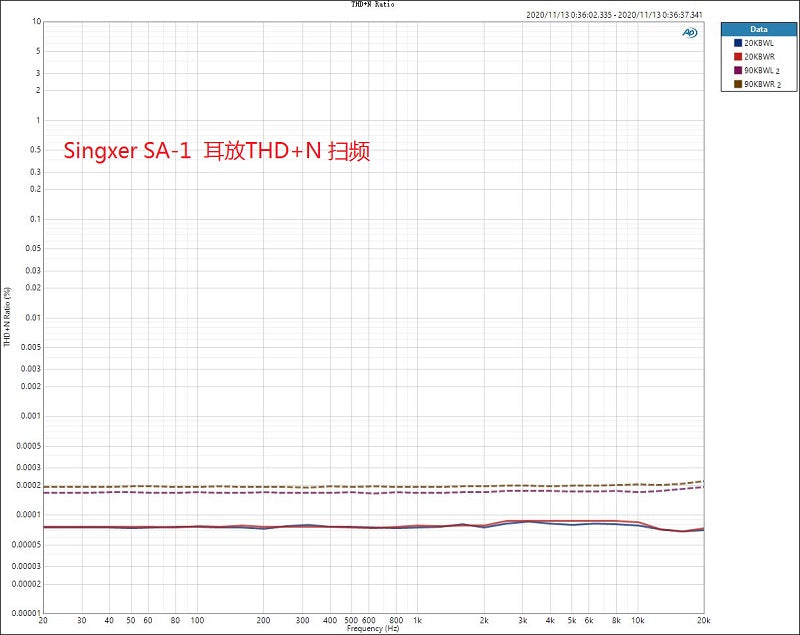 THD+N Ratio
2020/11/13 0:36:02.335 - 2020/11/13 0:36:37.341
AP
Data
20KBWL
20KBWR
90KBWL 2
90KBWR 2
Singxer SA-1 耳放THD+N 扫频
THD+N Ratio (%)
10
5
3
2
1
0.5
0.3
0.2
0.1
0.05
0.03
0.02
0.01
0.005
0.003
0.002
0.001
0.0005
0.0003
0.0002
0.0001
0.00005
0.00003
0.00002
0.00001
20 30 40 50 60 80 100 200 300 400 500 600 800 1k 2k 3k 4k 5k 6k 8k 10k 20k
Frequency (Hz)